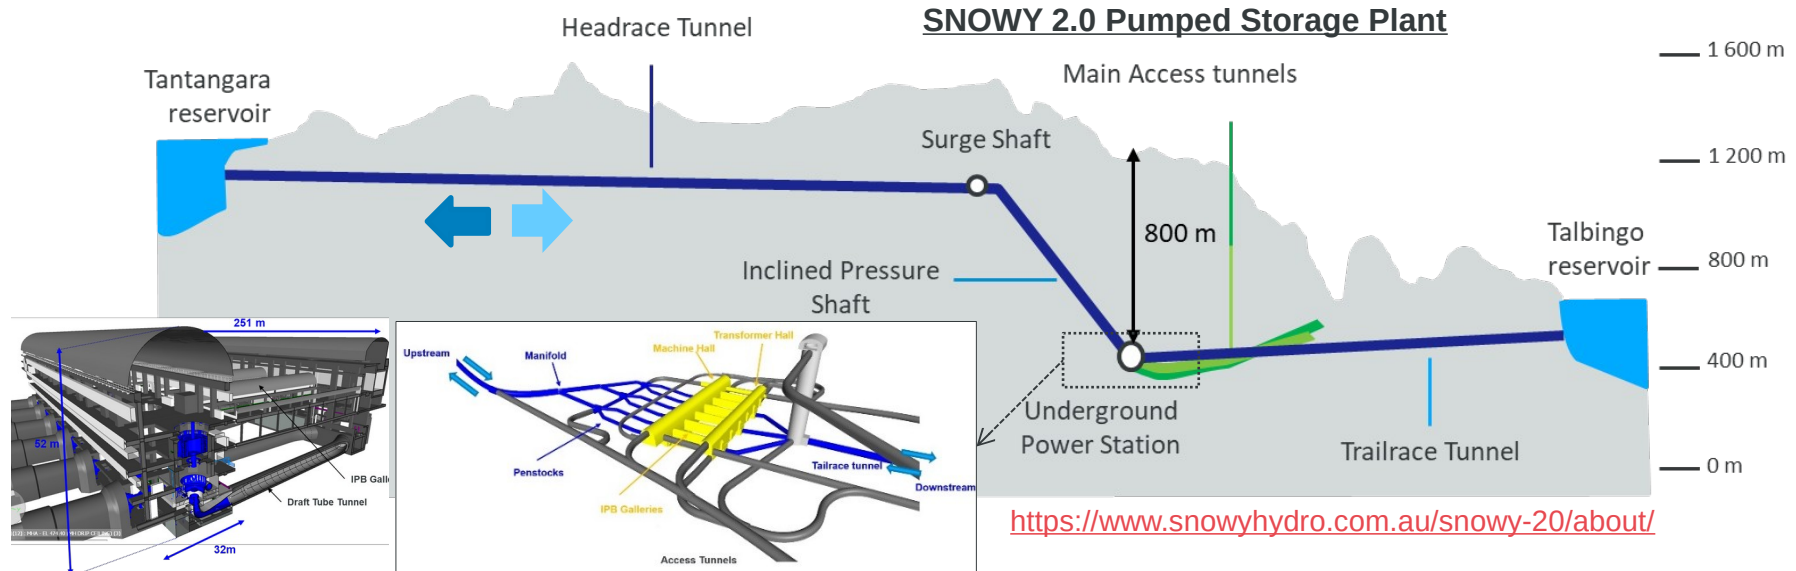 SNOWY 2.0 Pumped Storage Plant
Headrace Tunnel
1 600 m
Main Access tunnels
Tantangara
reservoir
Surge Shaft
1 200 m
800 m
Talbingo
reservoir
800 m
Inclined Pressure
Shaft
400 m
Underground
Power Station
Trailrace Tunnel
0 m
https://www.snowyhydro.com.au/snowy-20/about/
251 m
52 m
IPB Gall
Draft Tube Tunnel
32m
Upstream
Manifold
Machine Hall
Transformer Hall
Penstocks
Tailrace tunnel
Downstream
IPB Galleries
Access Tunnels